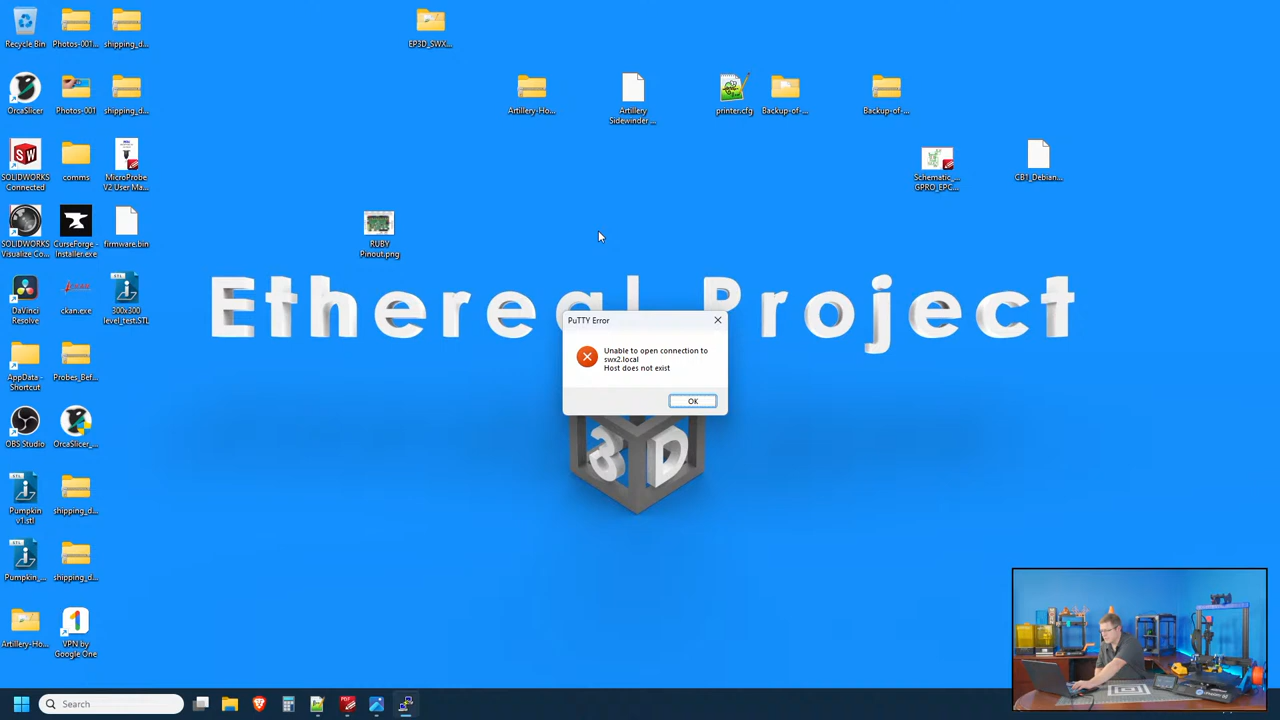 Recycle Bin
Photos-001...
shipping_d...
EP3D_SWX...
OrcaSlicer
Photos-001
shipping_d...
Artillery-Ho...
Artillery
Sidewinder ...
printer.cfg
Backup-of-...
Backup-of-...
SOLIDWORKS
Connected
comms
MicroProbe
V2 User Ma...
Schematic_...
GPRO_EPC...
CB1_Debian...
SOLIDWORKS
Visualize Co...
CurseForge -
Installer.exe
firmware.bin
RUBY
Pinout.png
DaVinci
Resolve
ckan.exe
300x300
level_test.STL
Ethereal Project
3D
PuTTY Error
Unable to open connection to
swx2.local
Host does not exist
OK
AppData -
Shortcut
Probes_Bef...
OBS Studio
OrcaSlicer_...
Pumpkin
v1.stl
shipping_d...
Pumpkin_...
shipping_d...
Artillery-Ho...
VPN by
Google One
Search